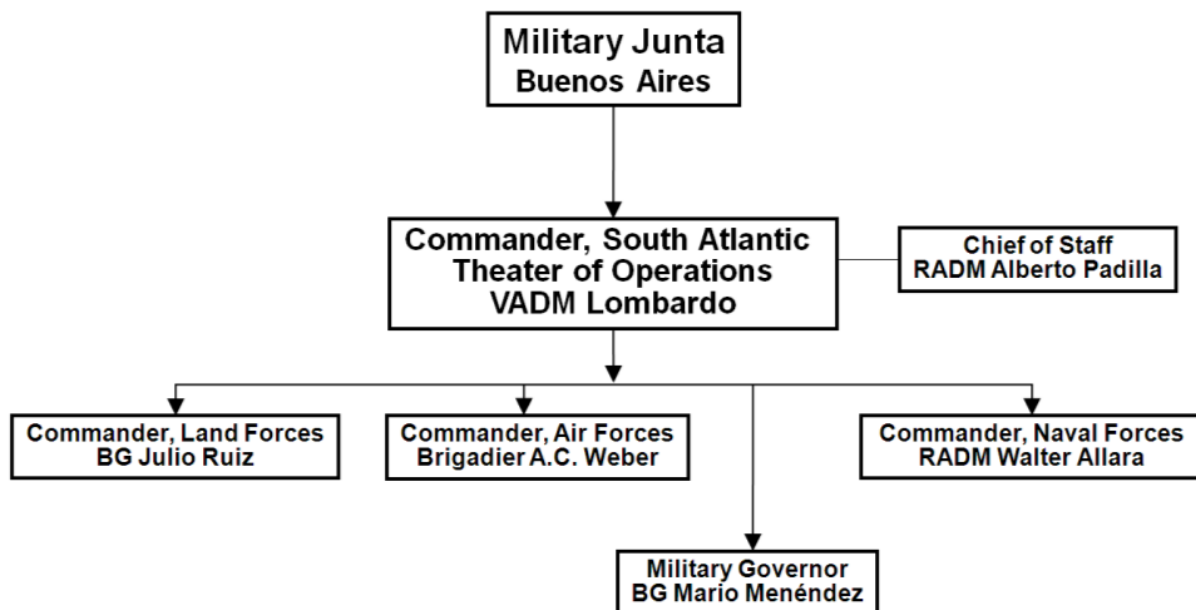 Military Junta
Buenos Aires
Commander, South Atlantic
Theater of Operations
VADM Lombardo
Chief of Staff
RADM Alberto Padilla
Commander, Land Forces
BG Julio Ruiz
Commander, Air Forces
Brigadier A.C. Weber
Commander, Naval Forces
RADM Walter Allara
Military Governor
BG Mario Menéndez